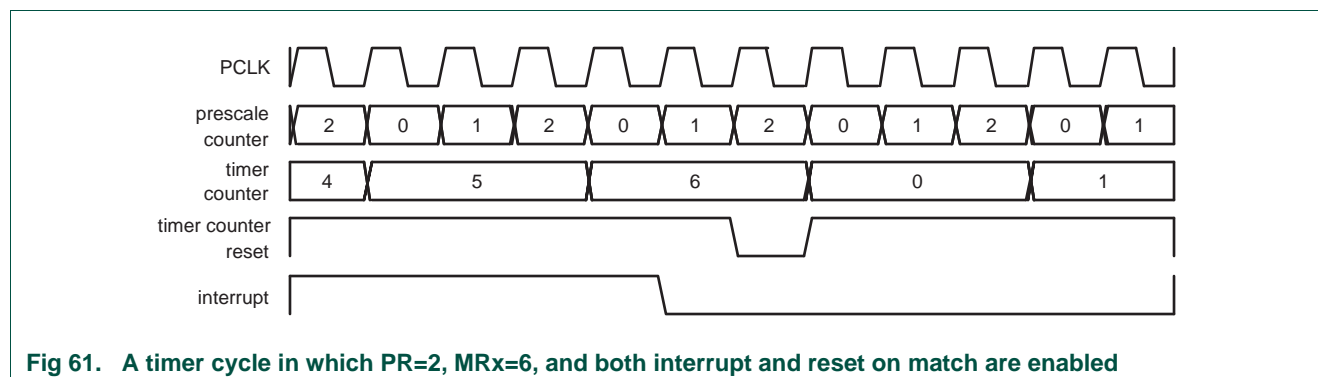 PCLK
prescale
counter
2 0 1 2 0 1 2 0 1 2 0 1
timer
counter
4 5 6 0 1
timer counter
reset
interrupt
Fig 61. A timer cycle in which PR=2, MRx=6, and both interrupt and reset on match are enabled